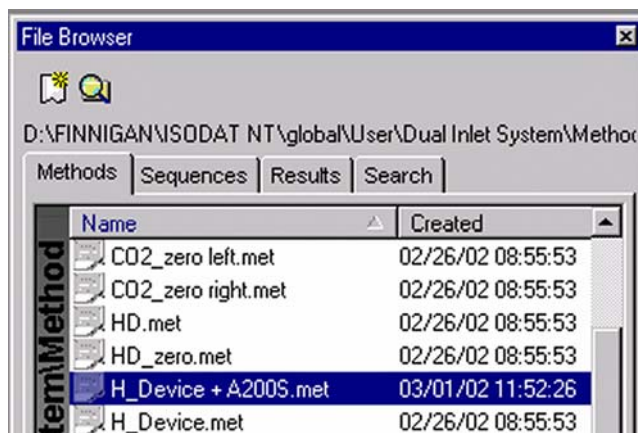 File Browser
D:\FINNIGAN\ISODAT NT\global\User\Dual Inlet System\Method
Methods Sequences Results Search
Name Created
CO2_zero left.met 02/26/02 08:55:53
CO2_zero right.met 02/26/02 08:55:53
HD.met 02/26/02 08:55:53
HD_zero.met 02/26/02 08:55:53
H_Device + A200S.met 03/01/02 11:52:26
H_Device.met 02/26/02 08:55:53
tem\Method